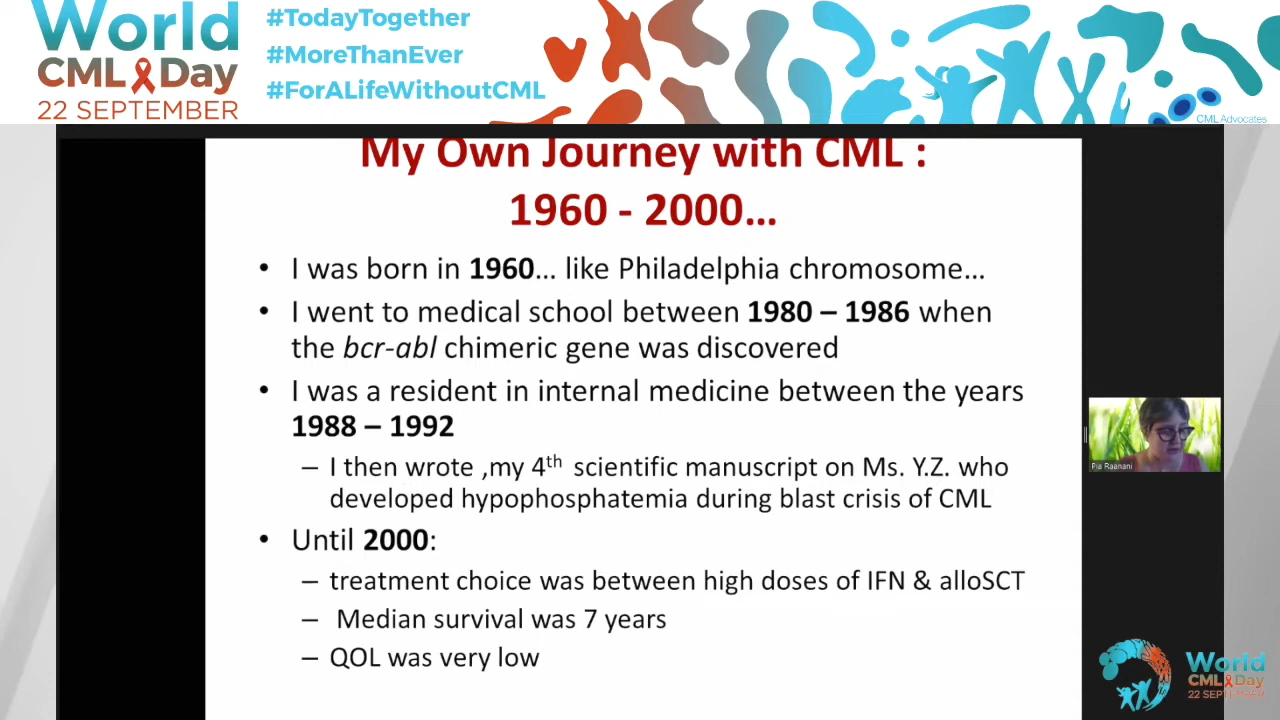 World
CML Day
22 SEPTEMBER
#TodayTogether
#MoreThanEver
#ForALifeWithoutCML
CML Advocates
My Own Journey with CML :
1960 - 2000...
• I was born in 1960... like Philadelphia chromosome...
• I went to medical school between 1980 – 1986 when
the bcr-abl chimeric gene was discovered
• I was a resident in internal medicine between the years
1988 – 1992
– I then wrote ,my 4th scientific manuscript on Ms. Y.Z. who
developed hypophosphatemia during blast crisis of CML
• Until 2000:
– treatment choice was between high doses of IFN & alloSCT
– Median survival was 7 years
– QOL was very low
Pia Raanani
World
CML Day
22 SEPTEMBER